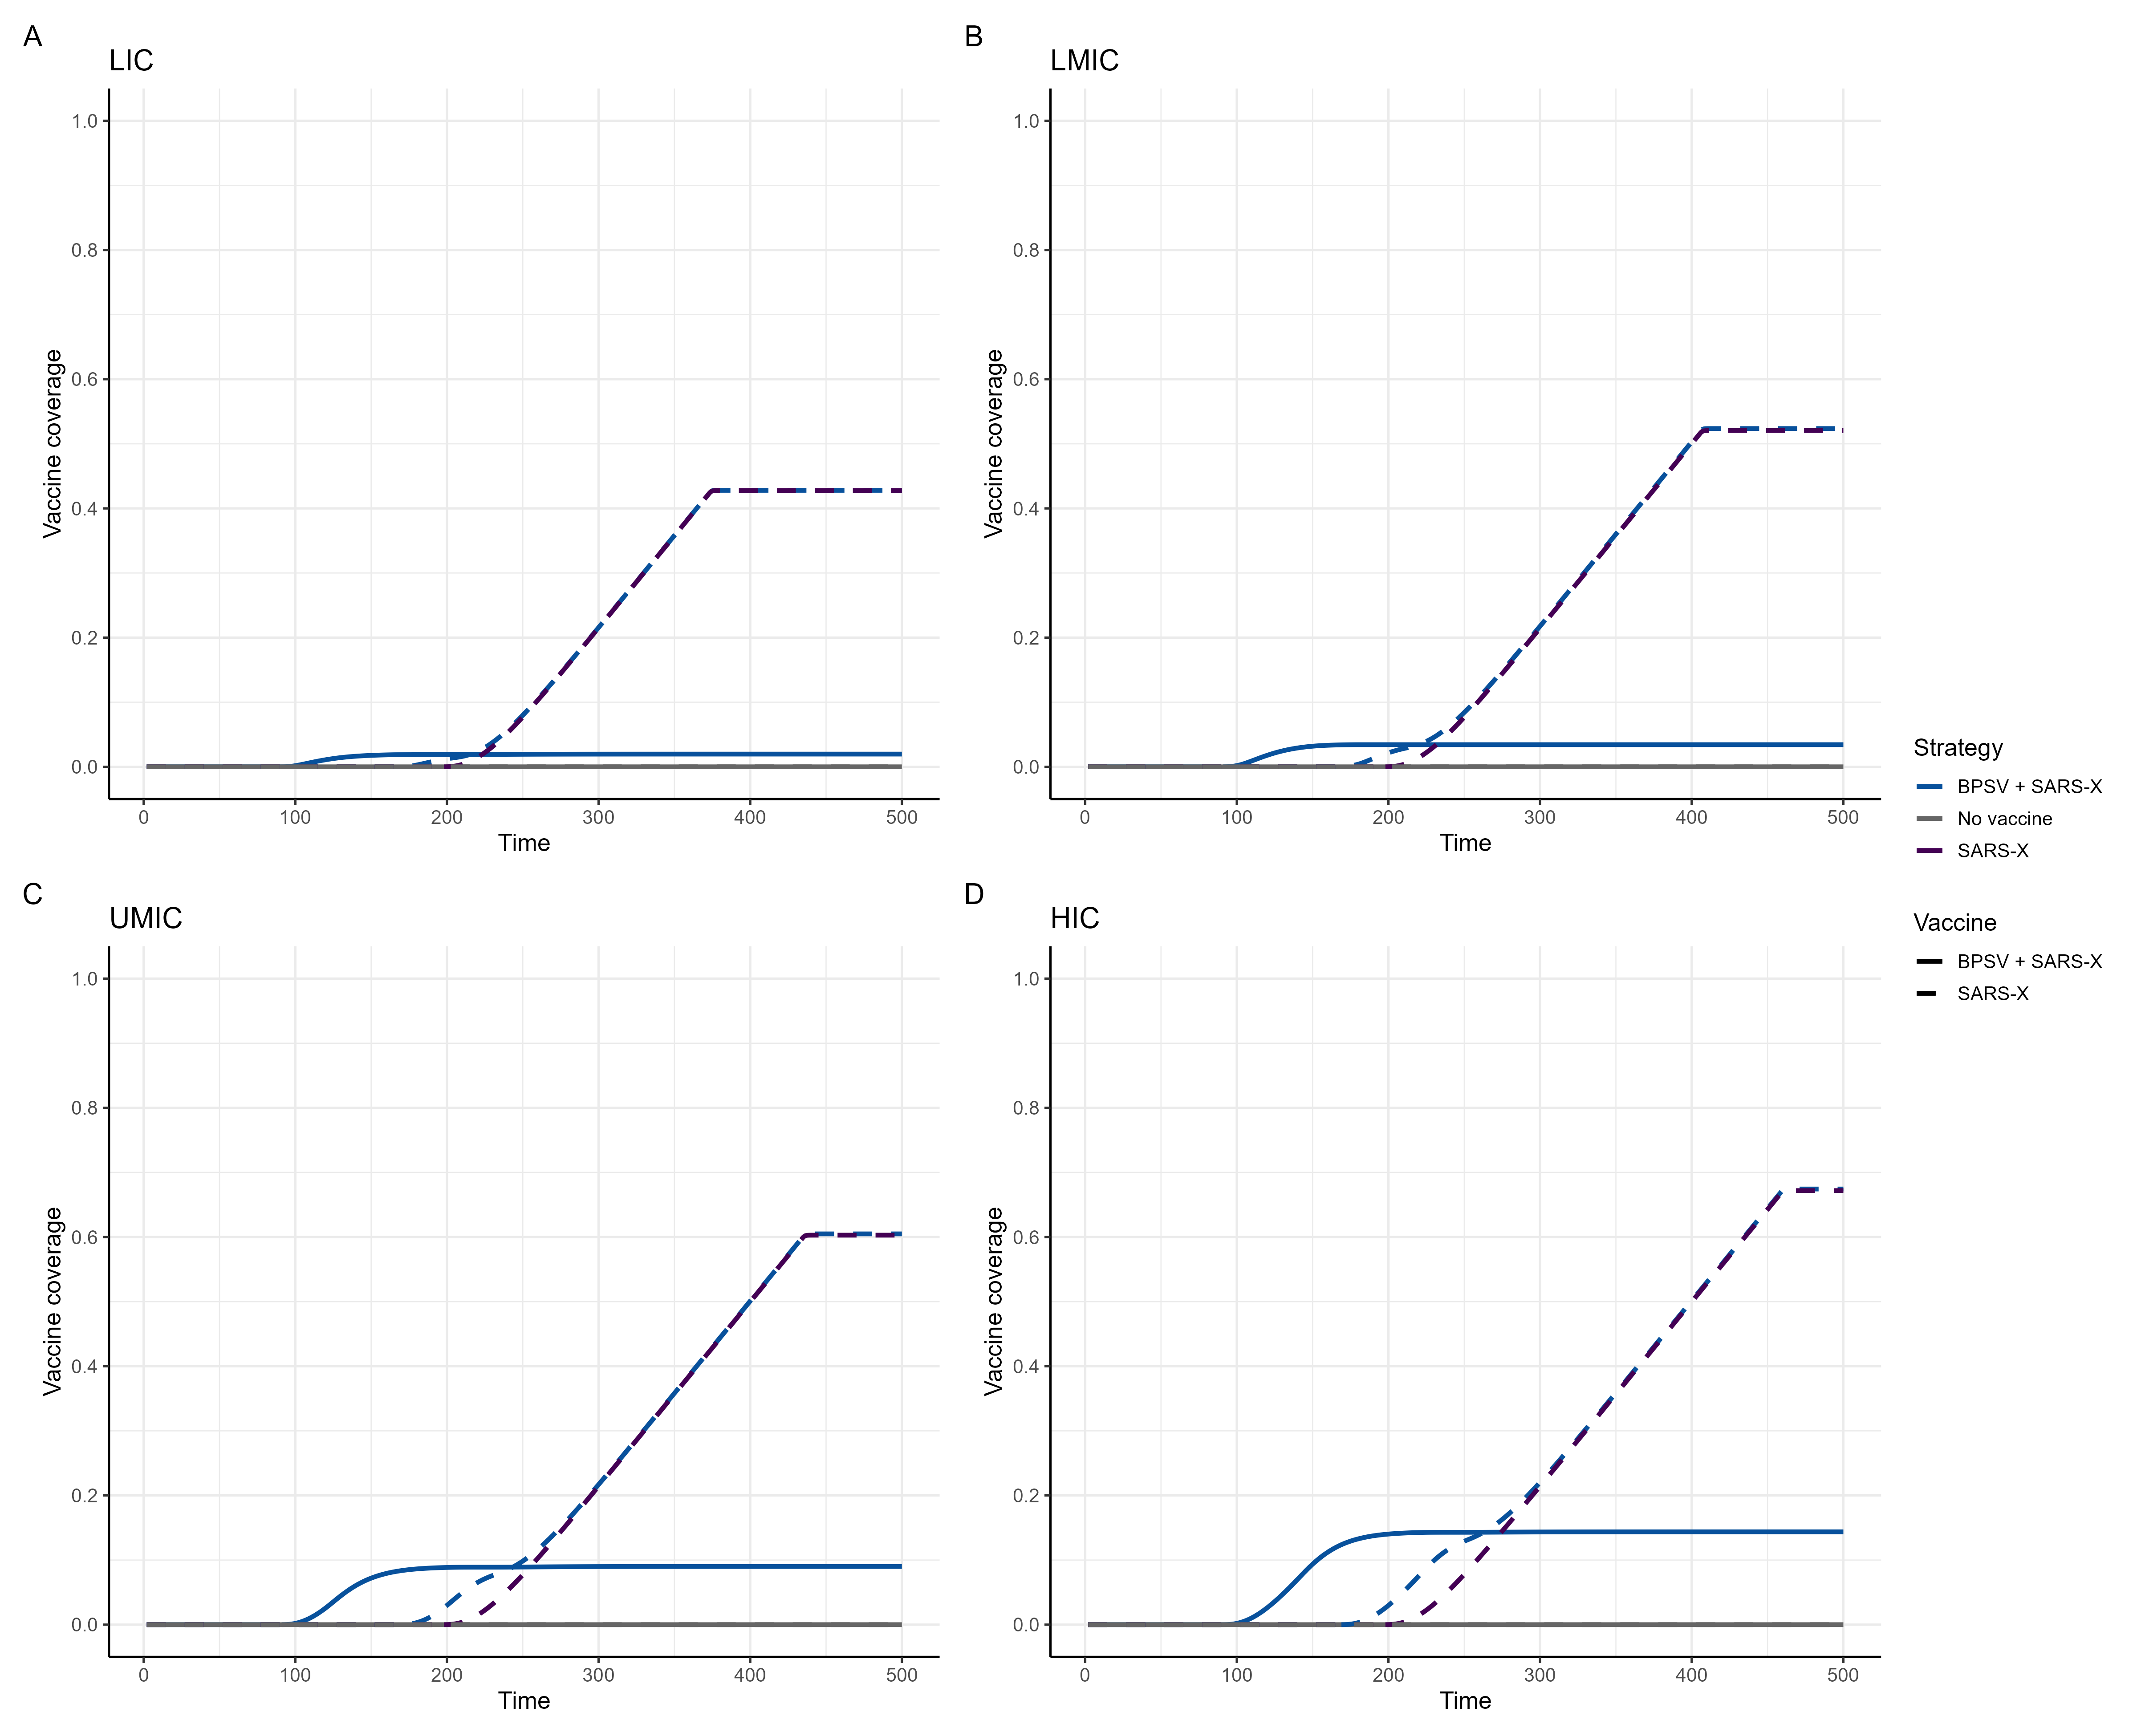 A
LIC
Vaccine coverage
1.0
0.8
0.6
0.4
0.2
0.0
0 100 200 300 400 500
Time
B
LMIC
Vaccine coverage
1.0
0.8
0.6
0.4
0.2
0.0
0 100 200 300 400 500
Time
C
UMIC
Vaccine coverage
1.0
0.8
0.6
0.4
0.2
0.0
0 100 200 300 400 500
Time
D
HIC
Vaccine coverage
1.0
0.8
0.6
0.4
0.2
0.0
0 100 200 300 400 500
Time
Strategy
BPSV + SARS-X
No vaccine
SARS-X
Vaccine
BPSV + SARS-X
SARS-X